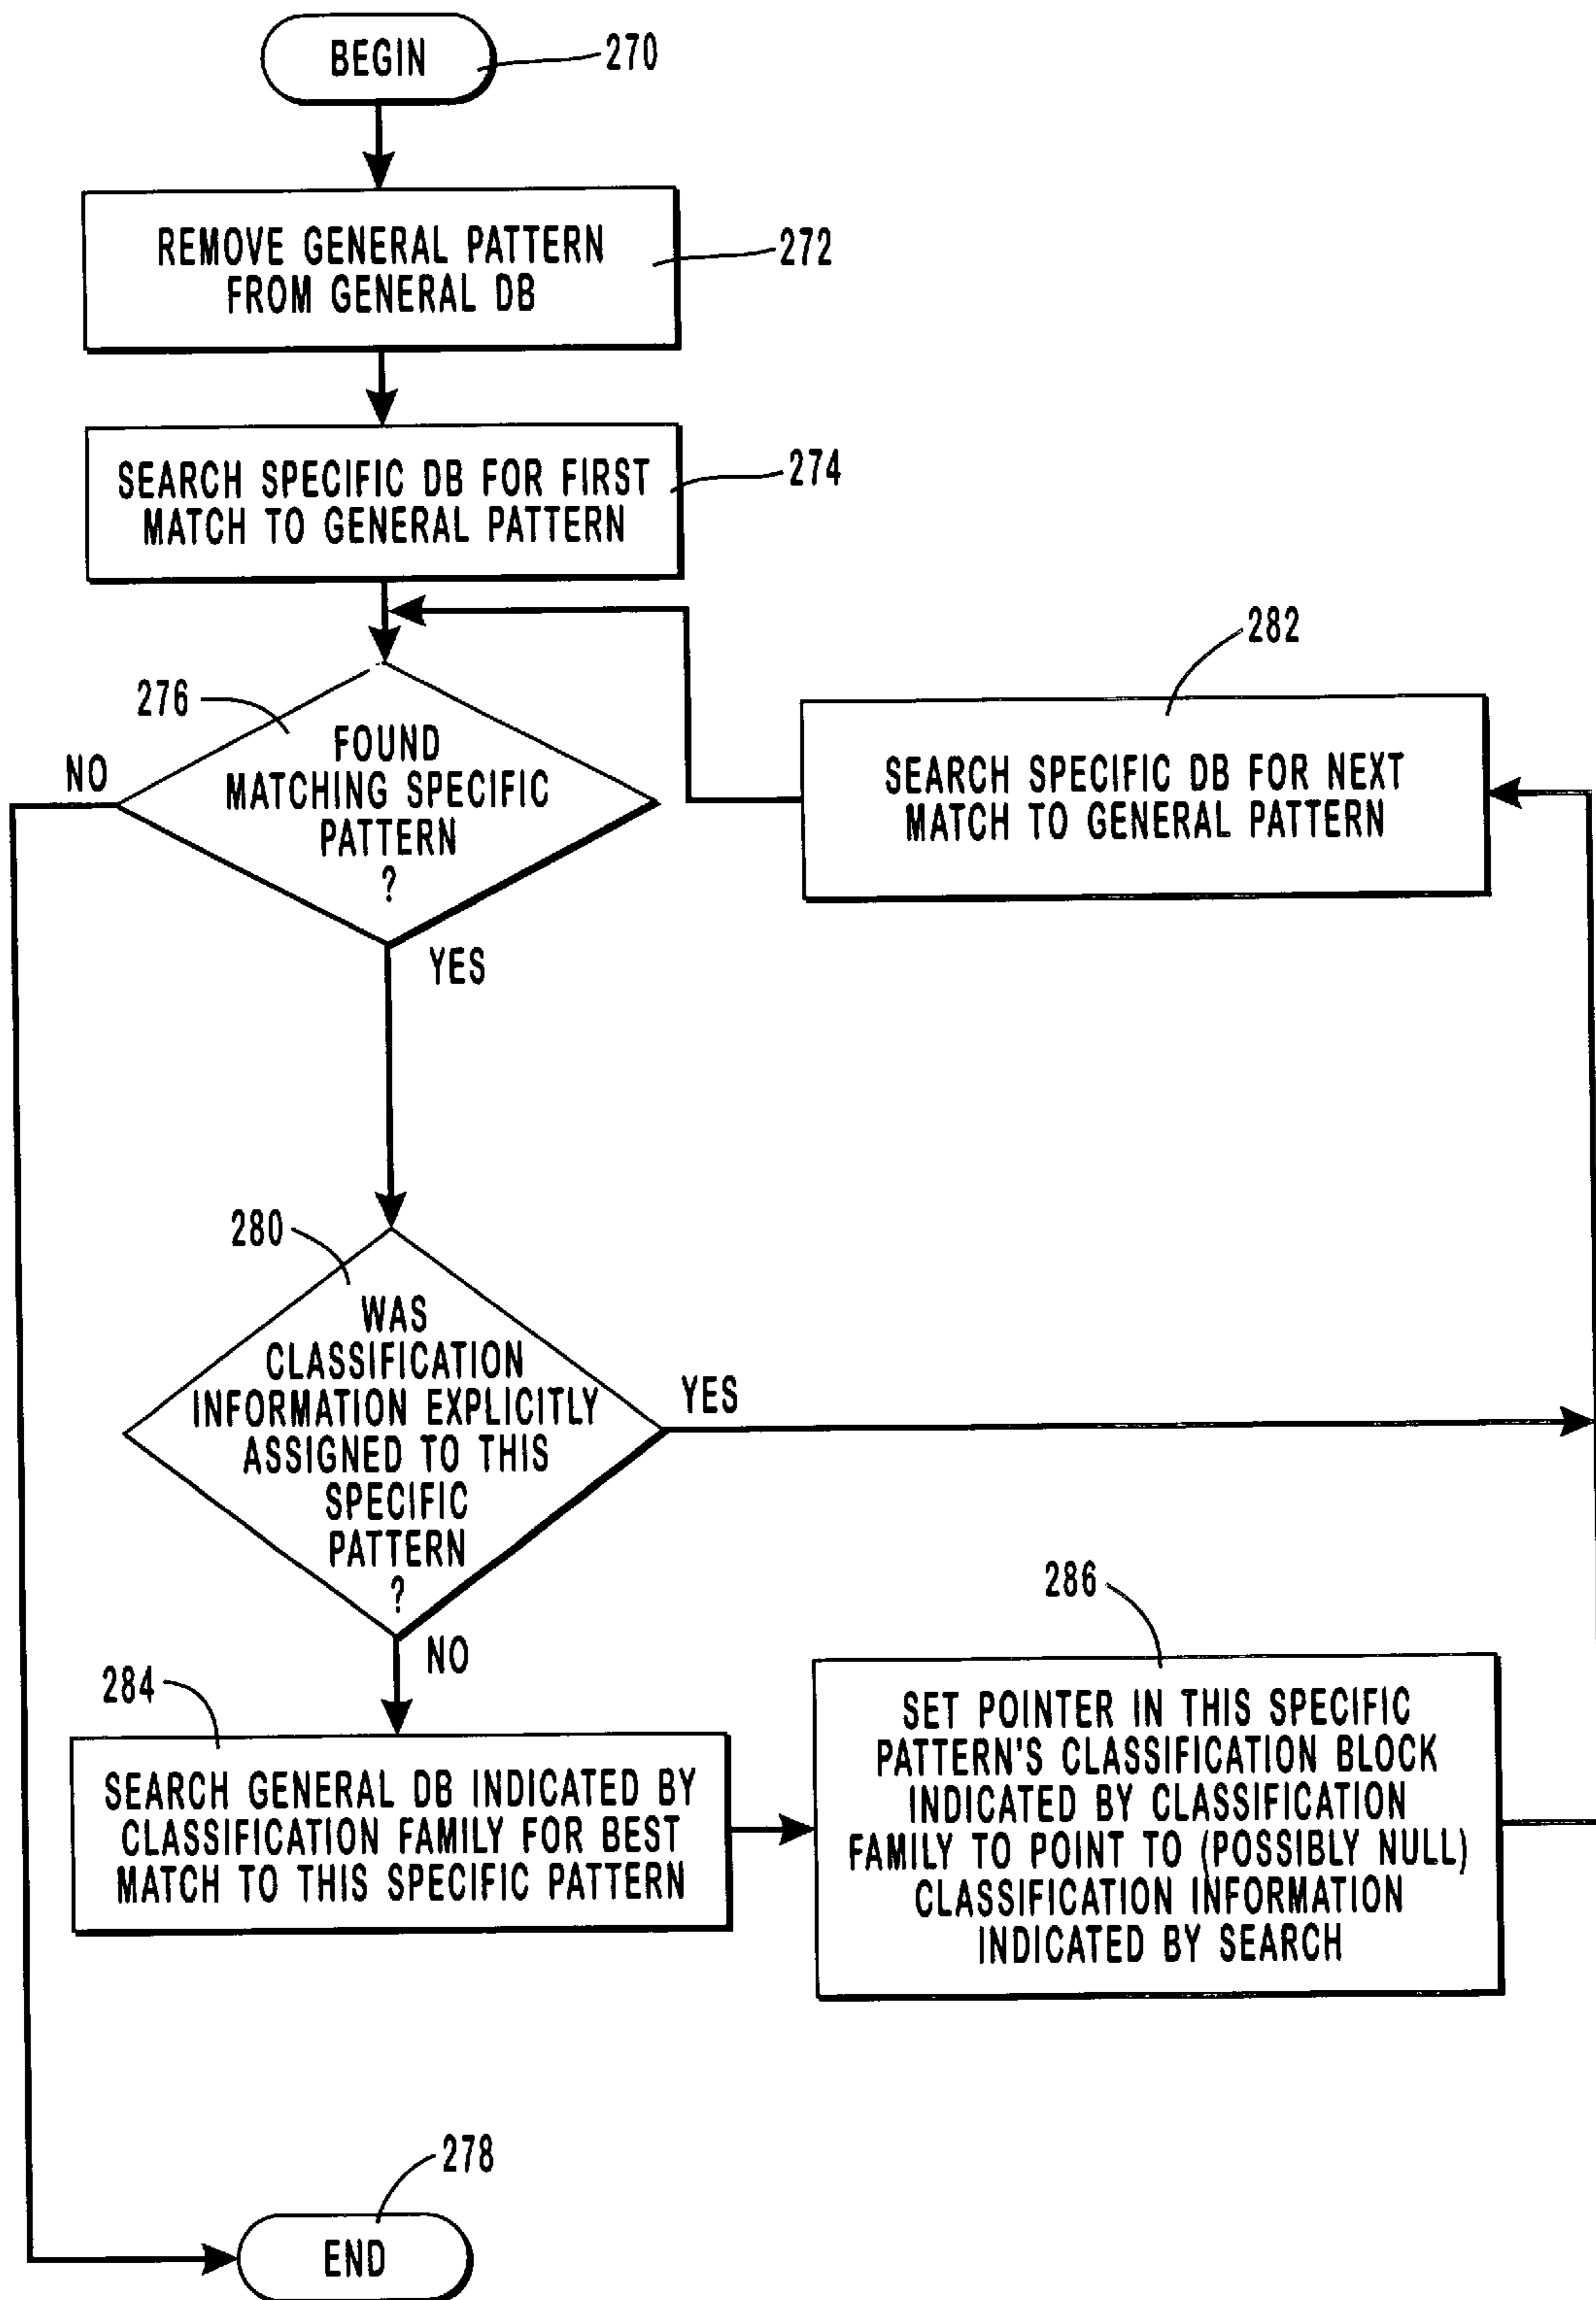 BEGIN
270
REMOVE GENERAL PATTERN
FROM GENERAL DB
272
SEARCH SPECIFIC DB FOR FIRST
MATCH TO GENERAL PATTERN
274
276
NO
FOUND
MATCHING SPECIFIC
PATTERN
?
YES
282
SEARCH SPECIFIC DB FOR NEXT
MATCH TO GENERAL PATTERN
280
WAS
CLASSIFICATION
INFORMATION EXPLICITLY
ASSIGNED TO THIS
SPECIFIC
PATTERN
?
YES
NO
284
SEARCH GENERAL DB INDICATED BY
CLASSIFICATION FAMILY FOR BEST
MATCH TO THIS SPECIFIC PATTERN
286
SET POINTER IN THIS SPECIFIC
PATTERN'S CLASSIFICATION BLOCK
INDICATED BY CLASSIFICATION
FAMILY TO POINT TO (POSSIBLY NULL)
CLASSIFICATION INFORMATION
INDICATED BY SEARCH
278
END